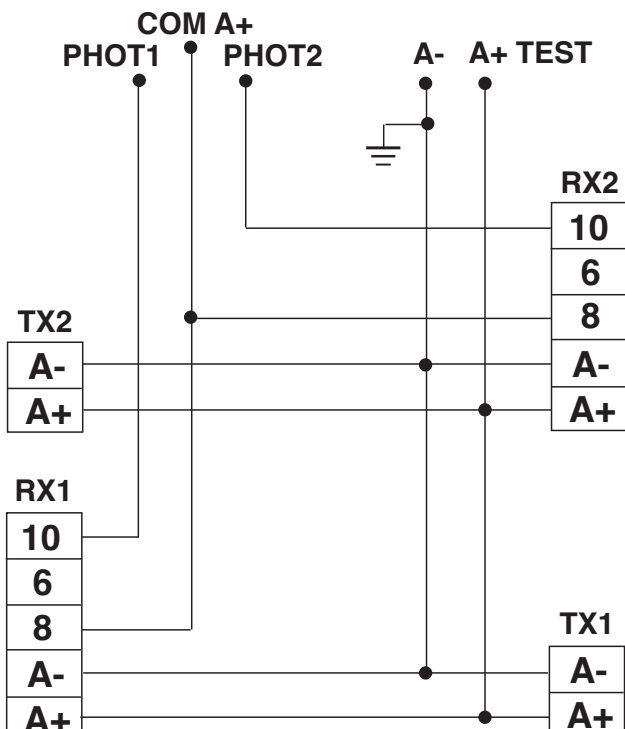 COM A+
PHOT1 PHOT2 A- A+ TEST
RX2
10
6
8
A-
A+
TX2
A-
A+
RX1
10
6
8
A-
A+
TX1
A-
A+